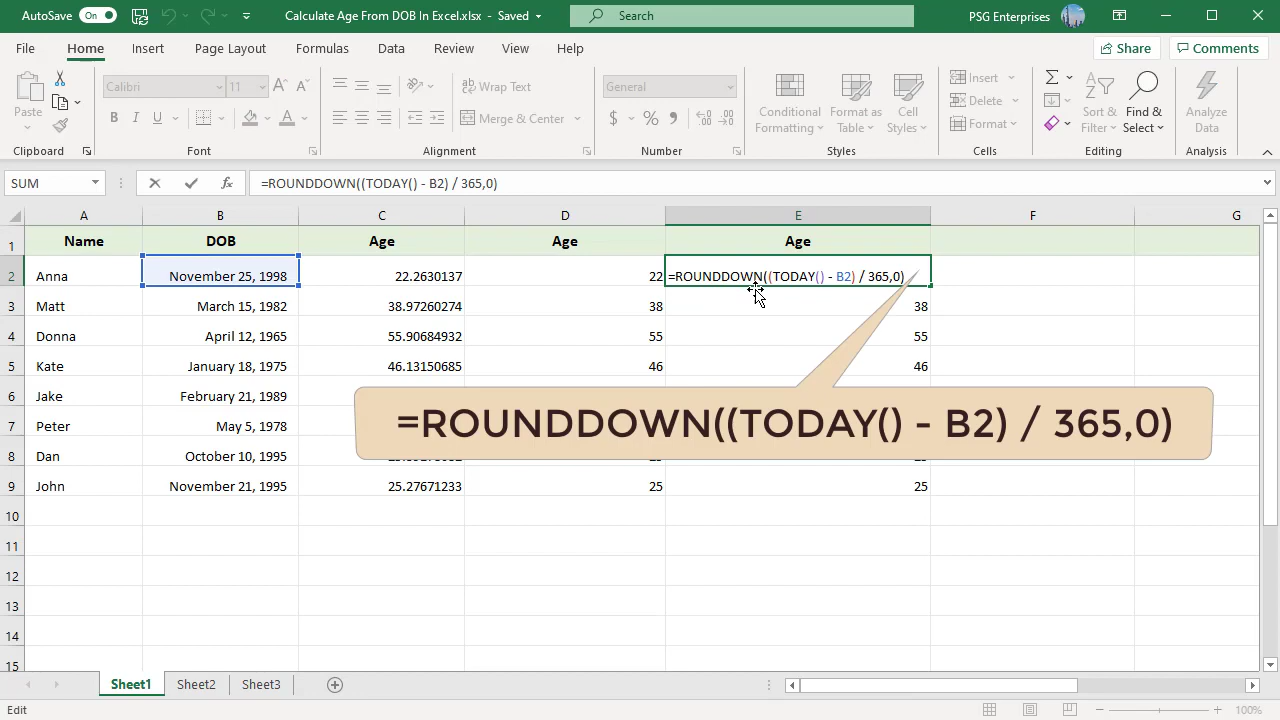 AutoSave On Calculate Age From DOB In Excel.xlsx - Saved Search PSG Enterprises
File Home Insert Page Layout Formulas Data Review View Help Share Comments
Paste Calibri 11 Wrap Text General Conditional Formatting Format as Table Cell Styles Insert Sort & Filter Find & Select Analyze Data
B I U Merge & Center $ % Delete
Format
Clipboard Font Alignment Number Styles Cells Editing Analysis
SUM =ROUNDDOWN((TODAY() - B2) / 365,0)
A B C D E F G
1 Name DOB Age Age Age
2 Anna November 25, 1998 22.2630137 22 =ROUNDDOWN((TODAY() - B2) / 365,0)
3 Matt March 15, 1982 38.97260274 38 38
4 Donna April 12, 1965 55.90684932 55 55
5 Kate January 18, 1975 46.13150685 46 46
6 Jake February 21, 1989
7 Peter May 5, 1978
=ROUNDDOWN((TODAY() - B2) / 365,0)
8 Dan October 10, 1995
9 John November 21, 1995 25.27671233 25 25
10
11
12
13
14
15
Sheet1 Sheet2 Sheet3
Edit 100%